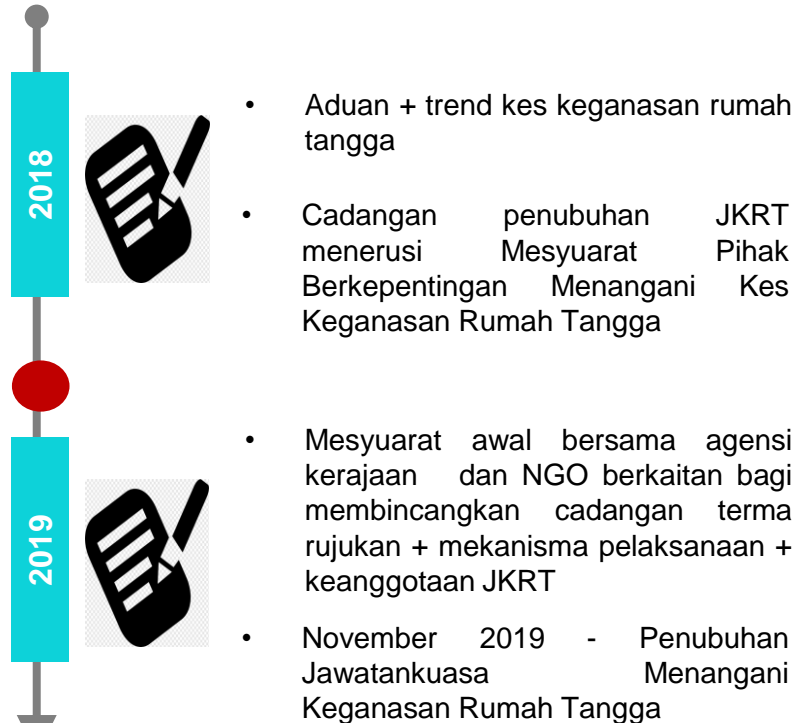 2018
• Aduan + trend kes keganasan rumah
tangga
• Cadangan penubuhan JKRT
menerusi Mesyuarat Pihak
Berkepentingan Menangani Kes
Keganasan Rumah Tangga
2019
• Mesyuarat awal bersama agensi
kerajaan dan NGO berkaitan bagi
membincangkan cadangan terma
rujukan + mekanisma pelaksanaan +
keanggotaan JKRT
• November 2019 - Penubuhan
Jawatankuasa Menangani
Keganasan Rumah Tangga